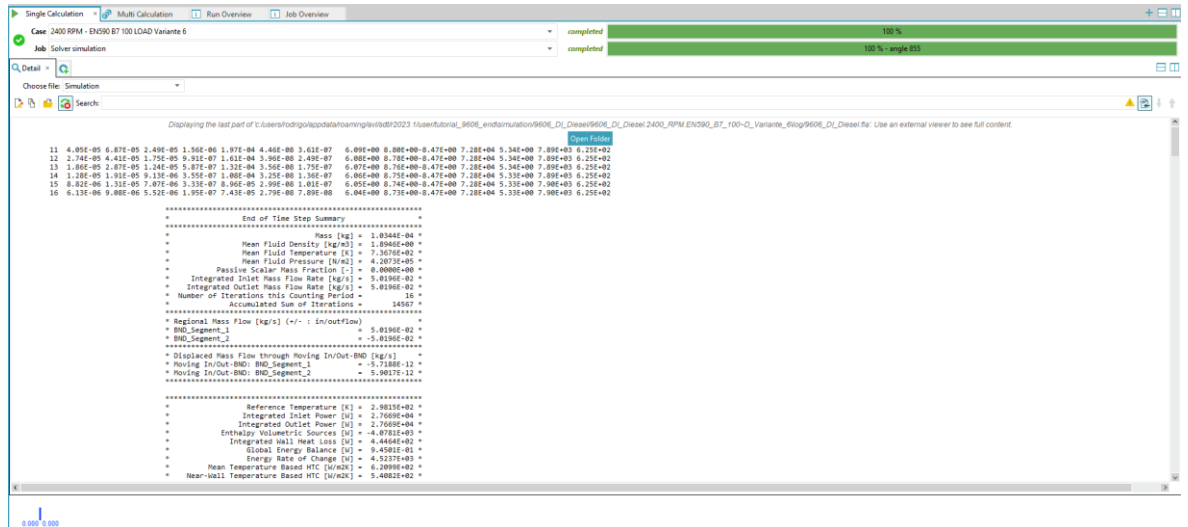 Single Calculation × Multi Calculation Run Overview Job Overview
Case 2400 RPM - EN590 B7 100 LOAD Variante 6 completed 100 %
Job Solver simulation completed 100 % - angle 855
Detail ×
Choose file: Simulation
Search:
Displaying the last part of 'c:/users/rodrigo/appdata/roaming/avl/adtl/r2023.1/user/tutorial_9606_end/simulation/9606_DI_Diesel/9606_DI_Diesel.2400_RPM.EN590_B7_100~D_Variante_6/log/9606_DI_Diesel.fla'. Use an external viewer to see full content.
Open Folder
11 4.05E-05 6.87E-05 2.49E-05 1.56E-06 1.97E-04 4.46E-08 3.61E-07 6.09E+00 8.80E+00-8.47E+00 7.28E+04 5.34E+00 7.89E+03 6.25E+02
12 2.74E-05 4.41E-05 1.75E-05 9.91E-07 1.61E-04 3.96E-08 2.49E-07 6.08E+00 8.78E+00-8.47E+00 7.28E+04 5.34E+00 7.89E+03 6.25E+02
13 1.86E-05 2.87E-05 1.24E-05 5.87E-07 1.32E-04 3.56E-08 1.75E-07 6.07E+00 8.76E+00-8.47E+00 7.28E+04 5.34E+00 7.89E+03 6.25E+02
14 1.28E-05 1.91E-05 9.13E-06 3.55E-07 1.08E-04 3.25E-08 1.36E-07 6.06E+00 8.75E+00-8.47E+00 7.28E+04 5.33E+00 7.89E+03 6.25E+02
15 8.82E-06 1.31E-05 7.07E-06 3.33E-07 8.96E-05 2.99E-08 1.01E-07 6.05E+00 8.74E+00-8.47E+00 7.28E+04 5.33E+00 7.90E+03 6.25E+02
16 6.13E-06 9.08E-06 5.52E-06 1.95E-07 7.43E-05 2.79E-08 7.89E-08 6.04E+00 8.73E+00-8.47E+00 7.28E+04 5.33E+00 7.90E+03 6.25E+02
***************************************************************
* End of Time Step Summary *
***************************************************************
* Mass [kg] = 1.0344E-04 *
* Mean Fluid Density [kg/m3] = 1.8946E+00 *
* Mean Fluid Temperature [K] = 7.3676E+02 *
* Mean Fluid Pressure [N/m2] = 4.2073E+05 *
* Passive Scalar Mass Fraction [-] = 0.0000E+00 *
* Integrated Inlet Mass Flow Rate [kg/s] = 5.0196E-02 *
* Integrated Outlet Mass Flow Rate [kg/s] = 5.0196E-02 *
* Number of Iterations this Counting Period = 16 *
* Accumulated Sum of Iterations = 14567 *
***************************************************************
* Regional Mass Flow [kg/s] (+/- : in/outflow) *
* BND_Segment_1 = 5.0196E-02 *
* BND_Segment_2 = -5.0196E-02 *
***************************************************************
* Displaced Mass Flow through Moving In/Out-BND [kg/s] *
* Moving In/Out-BND: BND_Segment_1 = -5.7188E-12 *
* Moving In/Out-BND: BND_Segment_2 = 5.9017E-12 *
***************************************************************
***************************************************************
* Reference Temperature [K] = 2.9815E+02 *
* Integrated Inlet Power [W] = 2.7669E+04 *
* Integrated Outlet Power [W] = 2.7669E+04 *
* Enthalpy Volumetric Sources [W] = -4.0781E+03 *
* Integrated Wall Heat Loss [W] = 4.4464E+02 *
* Global Energy Balance [W] = 9.4501E-01 *
* Energy Rate of Change [W] = 4.5237E+03 *
* Mean Temperature Based HTC [W/m2K] = 6.2099E+02 *
* Near-Wall Temperature Based HTC [W/m2K] = 5.4082E+02 *
0.000 0.000